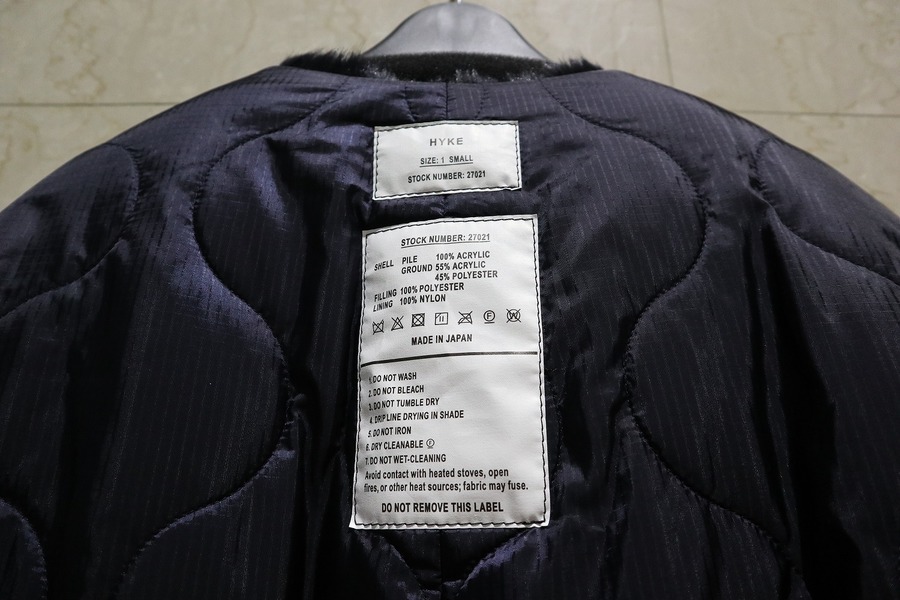 HYKE
SIZE: 1 SMALL
STOCK NUMBER: 27021
STOCK NUMBER: 27021
SHELL PILE 100% ACRYLIC
GROUND 55% ACRYLIC
45% POLYESTER
FILLING 100% POLYESTER
LINING 100% NYLON
F W
MADE IN JAPAN
1. DO NOT WASH
2. DO NOT BLEACH
3. DO NOT TUMBLE DRY
4. DRIP LINE DRYING IN SHADE
5. DO NOT IRON
6. DRY CLEANABLE Ⓕ
7. DO NOT WET-CLEANING
Avoid contact with heated stoves, open
fires, or other heat sources; fabric may fuse.
DO NOT REMOVE THIS LABEL